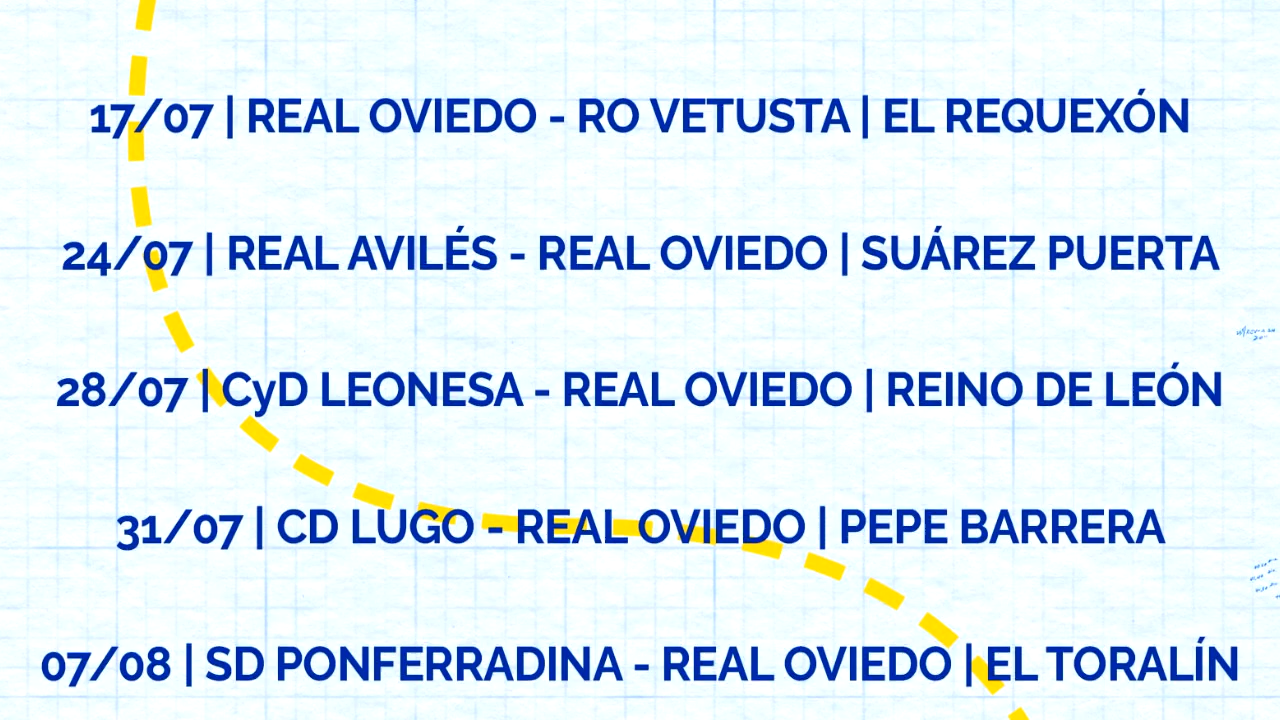 17/07 | REAL OVIEDO - RO VETUSTA | EL REQUEXÓN
24/07 | REAL AVILÉS - REAL OVIEDO | SUÁREZ PUERTA
28/07 | CyD LEONESA - REAL OVIEDO | REINO DE LEÓN
31/07 | CD LUGO - REAL OVIEDO | PEPE BARRERA
07/08 | SD PONFERRADINA - REAL OVIEDO | EL TORALÍN